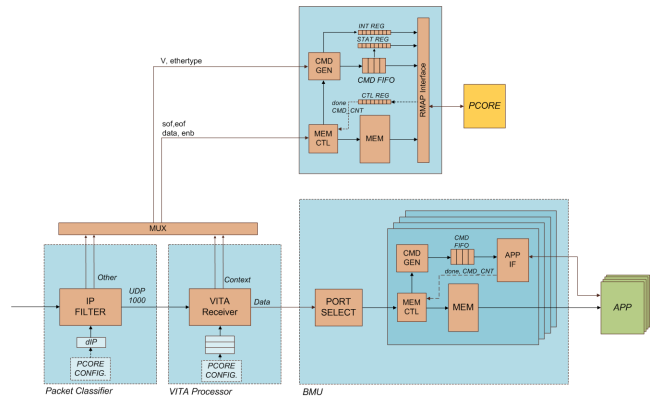 INT REG
STAT REG
V, ethertype
CMD
GEN
CMD FIFO
RMAP Interface
PCORE
CTL REG
done
CMD_CNT
sof,eof
data, enb
MEM
CTL
MEM
MUX
Other
Context
IP
FILTER
UDP
1000
VITA
Receiver
Data
PORT
SELECT
CMD
GEN
CMD
FIFO
APP
IF
done, CMD_CNT
MEM
CTL
MEM
APP
dIP
PCORE
CONFIG.
PCORE
CONFIG.
Packet Classifier
VITA Processor
BMU